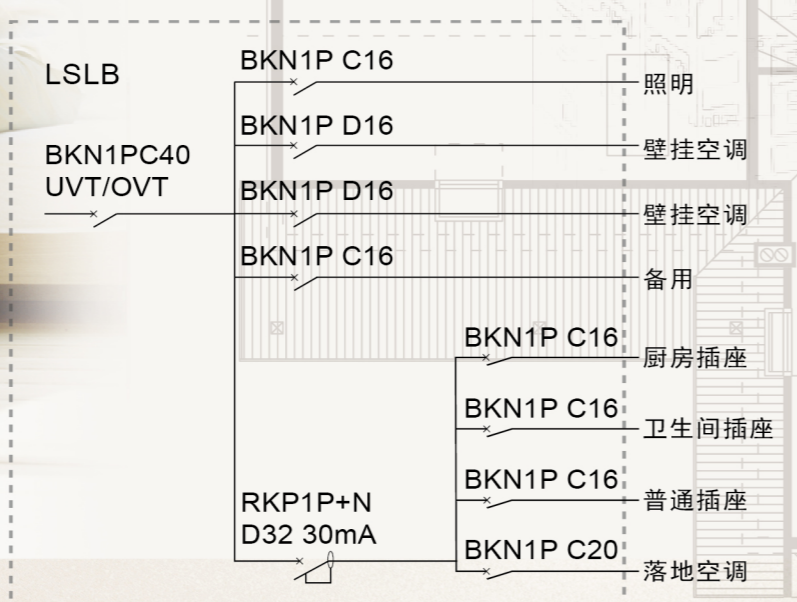 LSLB
BKN1PC40
UVT/OVT
BKN1P C16
照明
BKN1P D16
壁挂空调
BKN1P D16
壁挂空调
BKN1P C16
备用
BKN1P C16
厨房插座
BKN1P C16
卫生间插座
BKN1P C16
普通插座
RKP1P+N
D32 30mA
BKN1P C20
落地空调